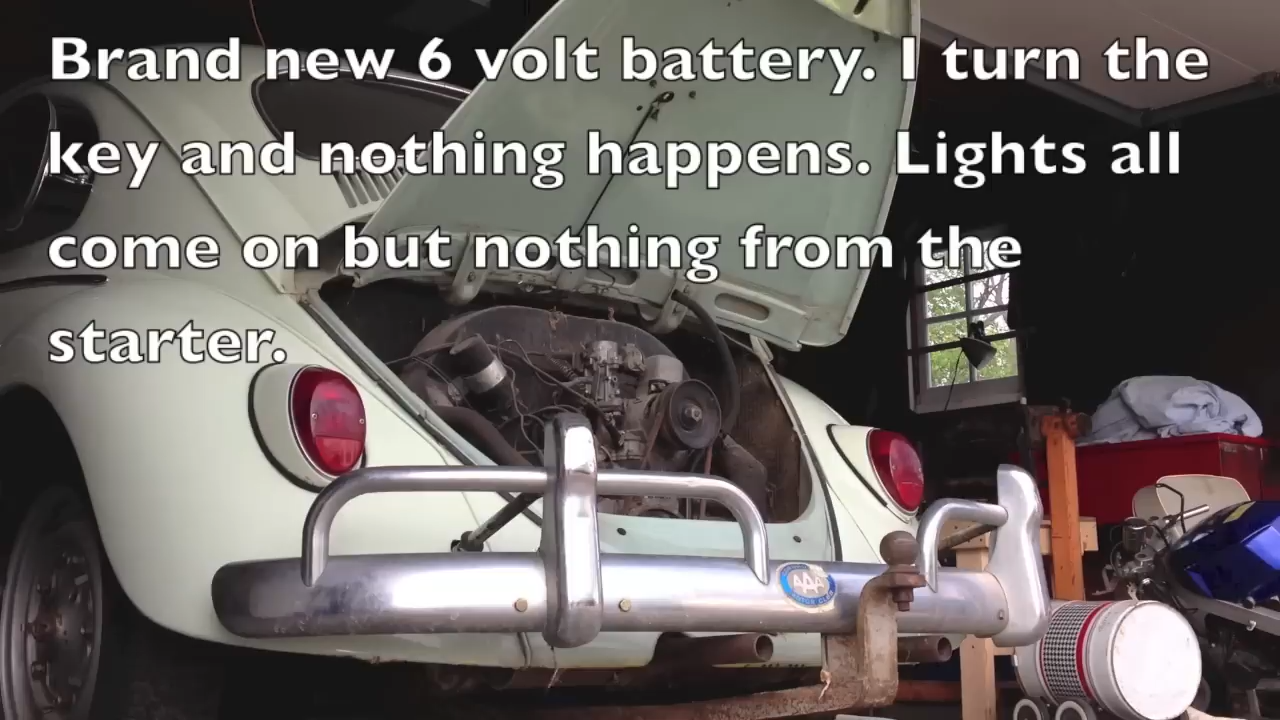 Brand new 6 volt battery. I turn the
key and nothing happens. Lights all
come on but nothing from the
starter.
AAA